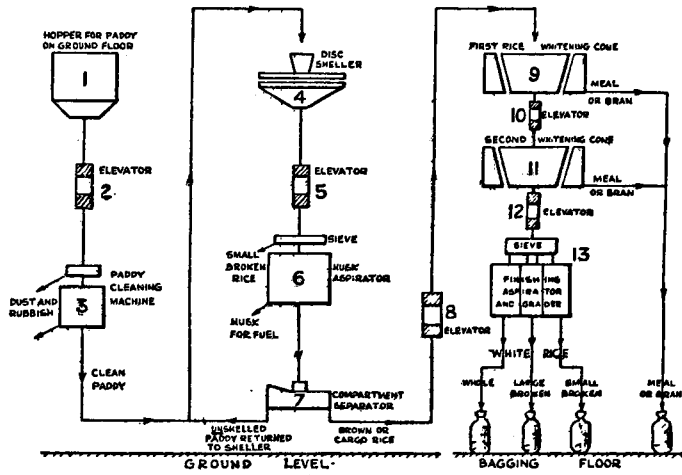 HOPPER FOR PADDY
ON GROUND FLOOR
1
ELEVATOR
2
PADDY
CLEANING
MACHINE
3
DUST AND
RUBBISH
CLEAN
PADDY
DISC
SHELLER
4
ELEVATOR
5
SIEVE
SMALL
BROKEN
RICE
6
HUSK
ASPIRATOR
HUSK
FOR FUEL
7
COMPARTMENT
SEPARATOR
UNSKELLED
PADDY RETURNED
TO SHELLER
BROWN OR
CARGO RICE
8
ELEVATOR
FIRST RICE WHITENING CONE
9
MEAL
OR BRAN
10
ELEVATOR
SECOND WHITENING CONE
11
MEAL
OR BRAN
12
ELEVATOR
SIEVE
13
FINISHING
ASPIRATOR
AND GRADER
WHITE RICE
WHOLE
LARGE
BROKEN
SMALL
BROKEN
MEAL OR
BRAN
GROUND LEVEL.
BAGGING FLOOR